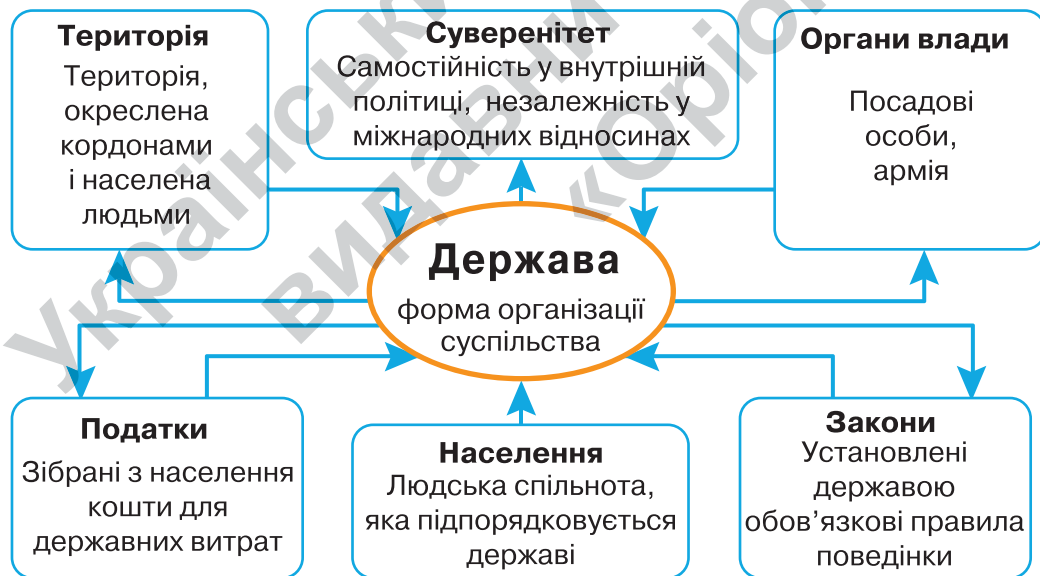 Територія
Територія,
окреслена
кордонами
і населена
людьми
Суверенітет
Самостійність у внутрішній
політиці, незалежність у
міжнародних відносинах
Органи влади
Посадові
особи,
армія
Держава
форма організації
суспільства
Податки
Зібрані з населення
кошти для
державних витрат
Населення
Людська спільнота,
яка підпорядковується
державі
Закони
Установлені
державою
обов’язкові правила
поведінки